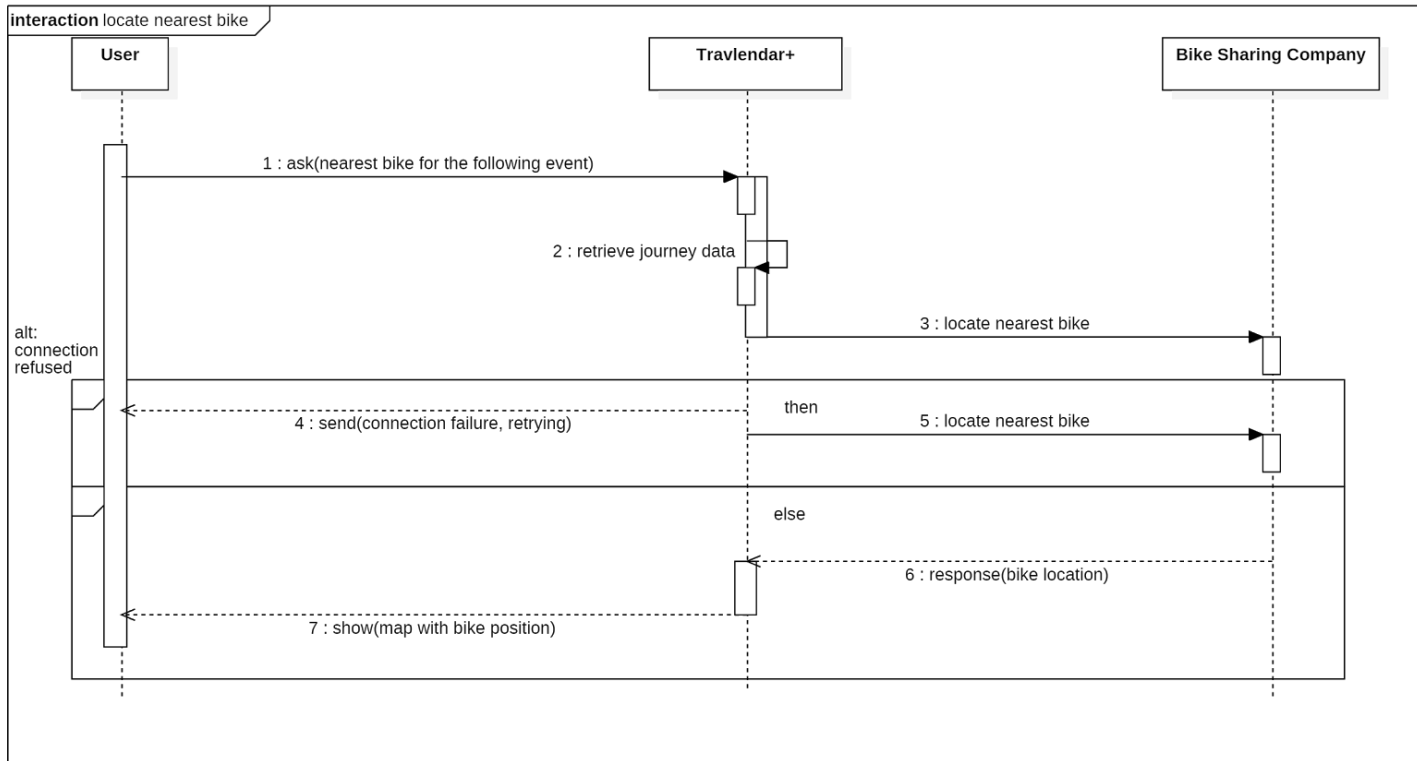 interaction locate nearest bike
User
Travlendar+
Bike Sharing Company
1 : ask(nearest bike for the following event)
2 : retrieve journey data
3 : locate nearest bike
alt:
connection
refused
then
4 : send(connection failure, retrying)
5 : locate nearest bike
else
6 : response(bike location)
7 : show(map with bike position)